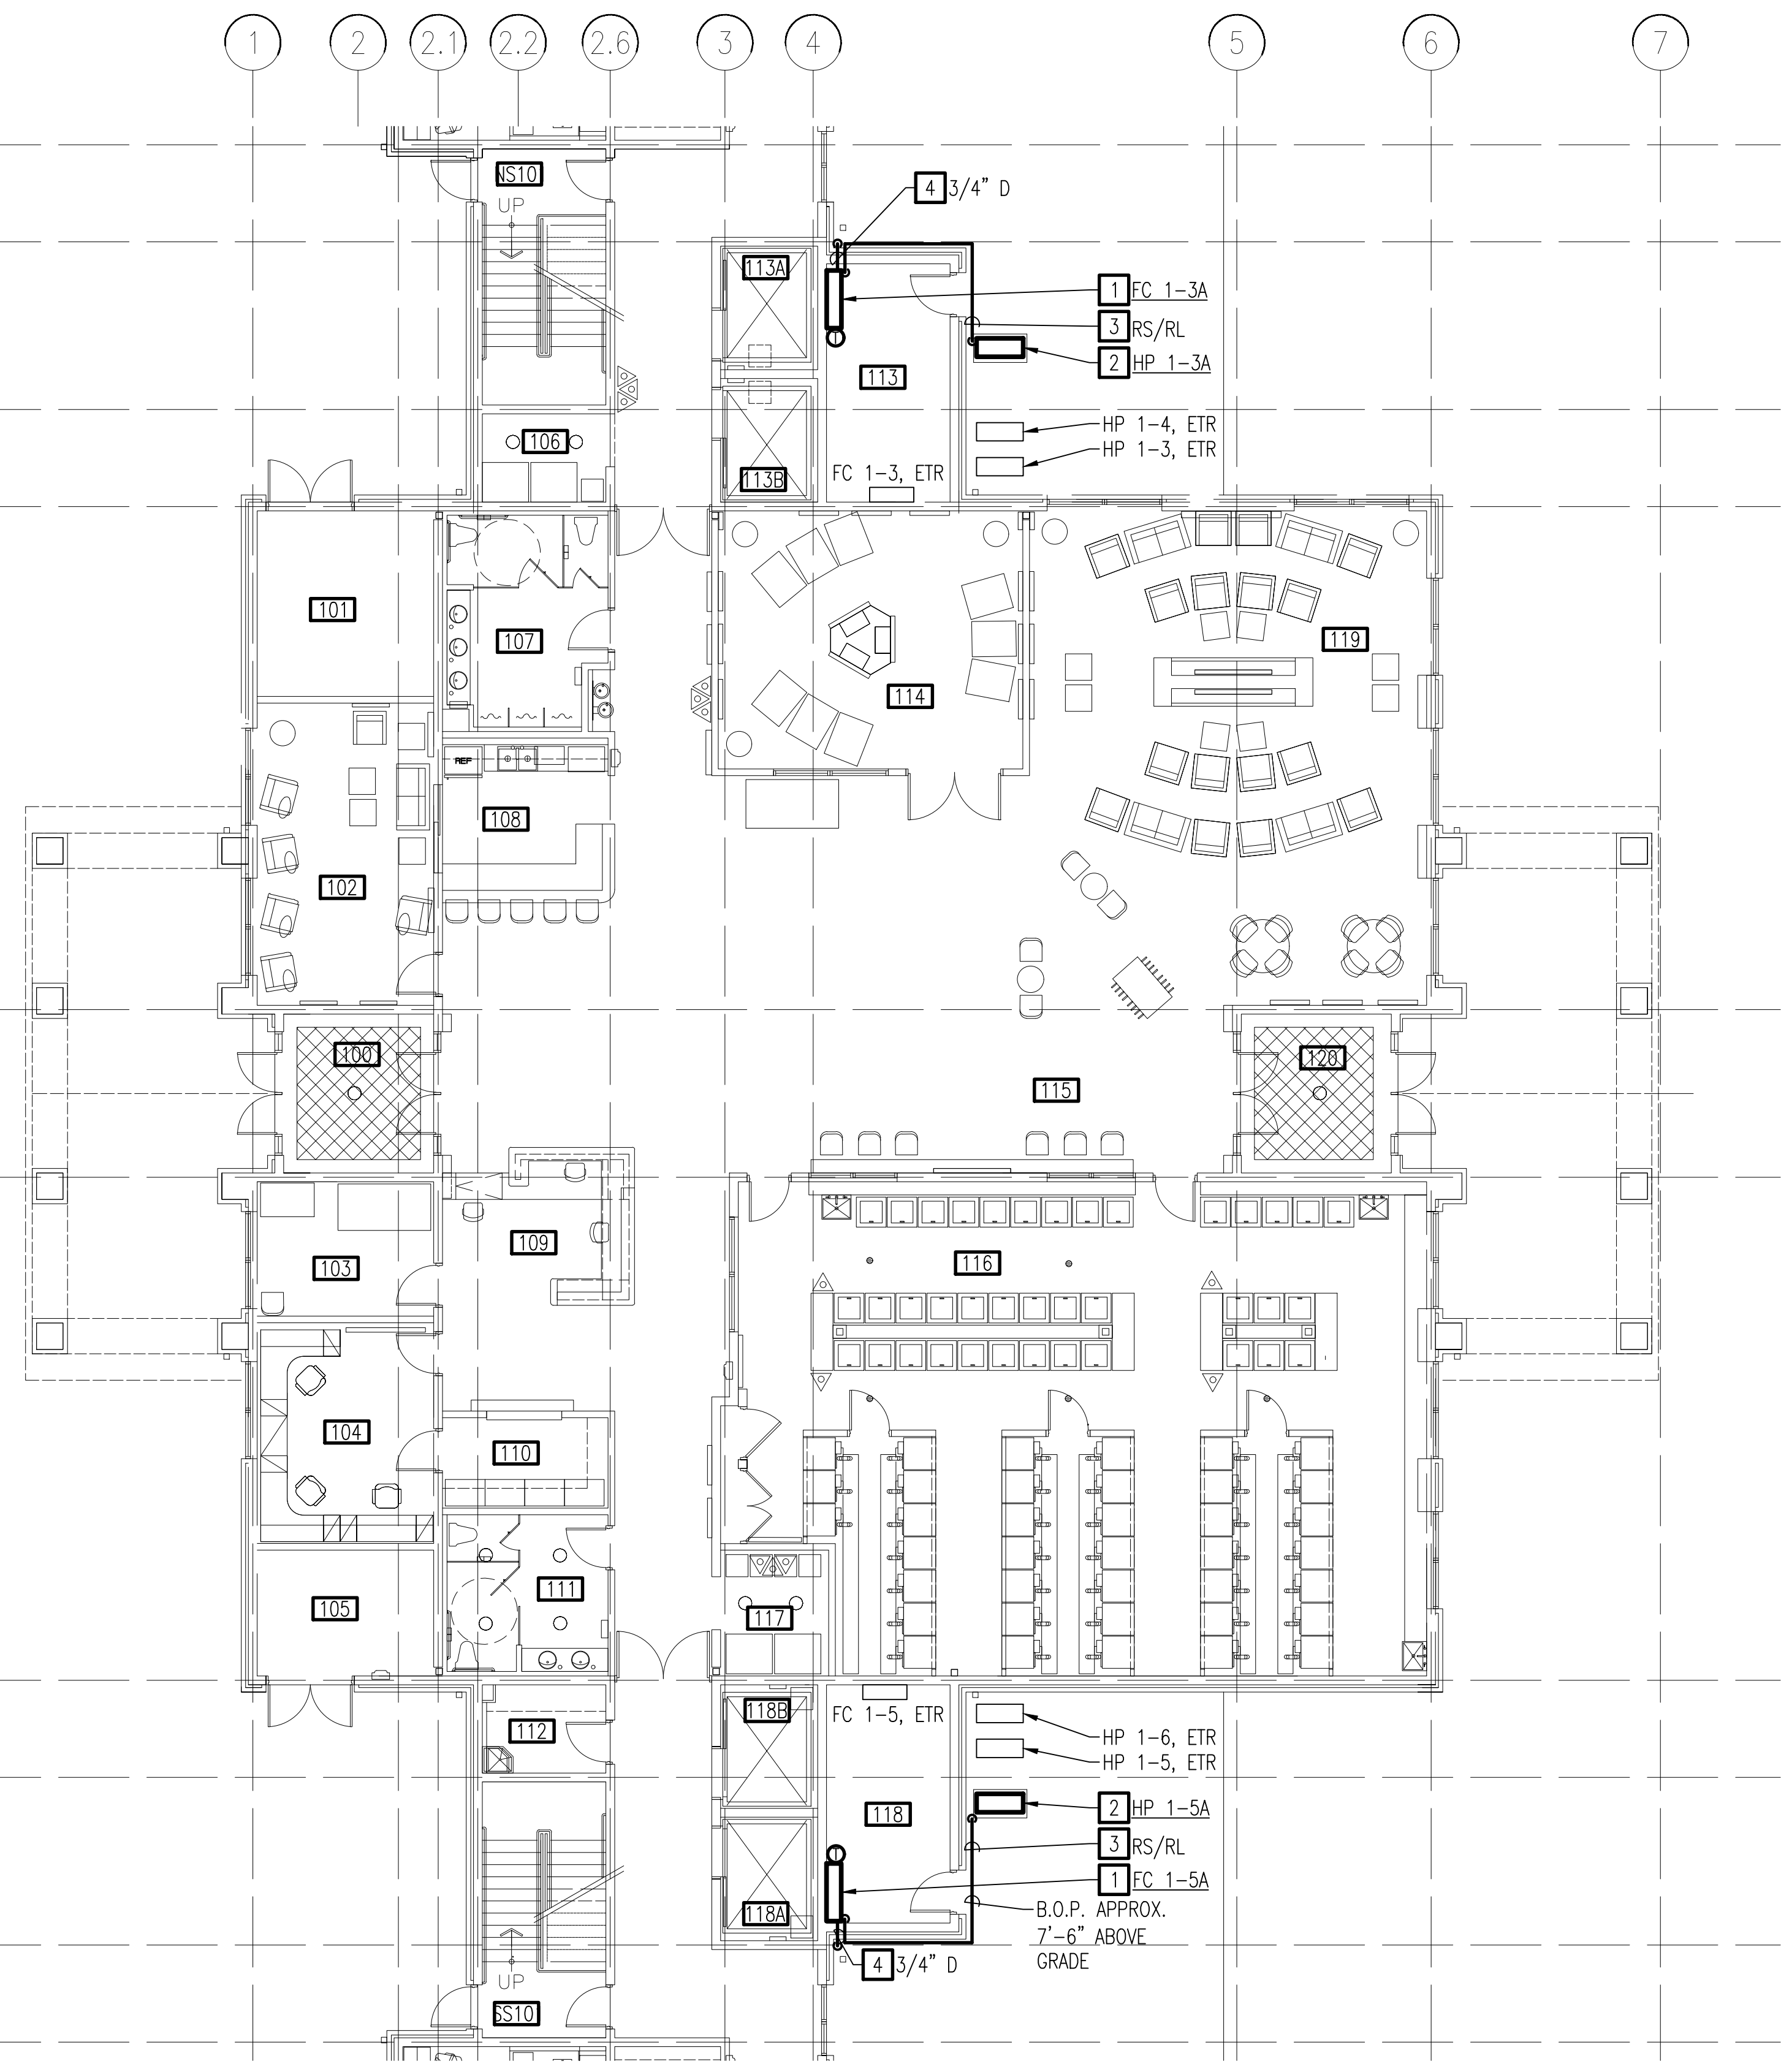 1 2 2.1 2.2 2.6 3 4 5 6 7
NS10
UP
4 3/4" D
113A
1 FC 1-3A
3 RS/RL
2 HP 1-3A
113
HP 1-4, ETR
106
HP 1-3, ETR
113B
FC 1-3, ETR
101
107
119
114
REF
108
102
100
120
115
109
116
103
104
110
111
105
117
118B
FC 1-5, ETR
112
HP 1-6, ETR
HP 1-5, ETR
118
2 HP 1-5A
3 RS/RL
1 FC 1-5A
118A
B.O.P. APPROX.
7'-6" ABOVE
GRADE
4 3/4" D
UP
SS10